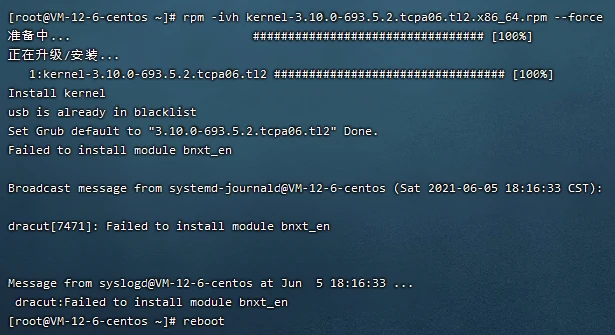 [root@VM-12-6-centos ~]# rpm -ivh kernel-3.10.0-693.5.2.tcpa06.tl2.x86_64.rpm --force
准备中... ################################# [100%]
正在升级/安装...
1:kernel-3.10.0-693.5.2.tcpa06.tl2 ################################# [100%]
Install kernel
usb is already in blacklist
Set Grub default to "3.10.0-693.5.2.tcpa06.tl2" Done.
Failed to install module bnxt_en
Broadcast message from systemd-journald@VM-12-6-centos (Sat 2021-06-05 18:16:33 CST):
dracut[7471]: Failed to install module bnxt_en
Message from syslogd@VM-12-6-centos at Jun  5 18:16:33 ...
dracut:Failed to install module bnxt_en
[root@VM-12-6-centos ~]# reboot